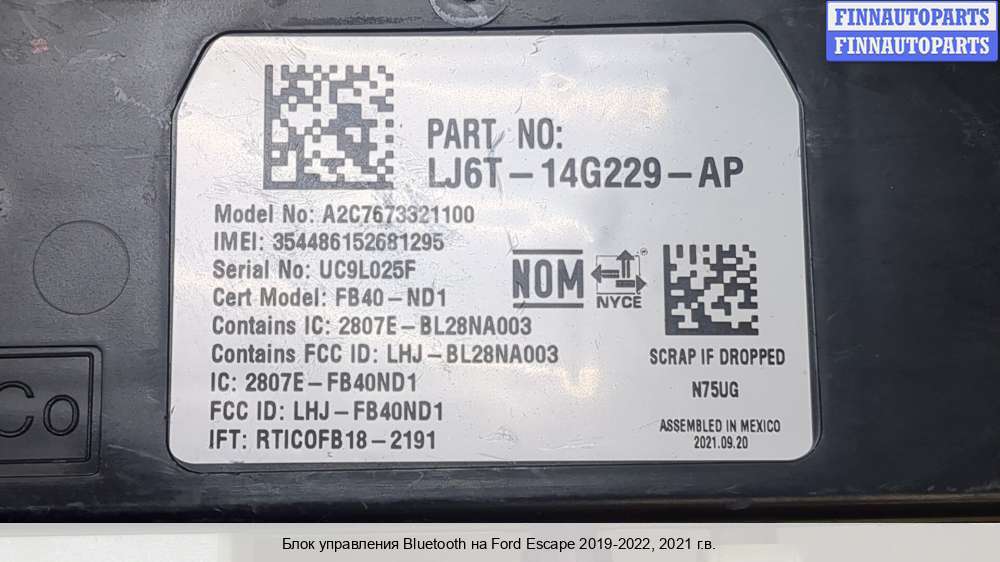 FINNAUTOPARTS
FINNAUTOPARTS
PART NO:
LJ6T-14G229-AP
Model No: A2C7673321100
IMEI: 354486152681295
Serial No: UC9L025F
Cert Model: FB40-ND1
Contains IC: 2807E-BL28NA003
Contains FCC ID: LHJ-BL28NA003
IC: 2807E-FB40ND1
FCC ID: LHJ-FB40ND1
IFT: RTICOFB18-2191
NOM
NYCE
SCRAP IF DROPPED
N75UG
ASSEMBLED IN MEXICO
2021.09.20
Блок управления Bluetooth на Ford Escape 2019-2022, 2021 г.в.